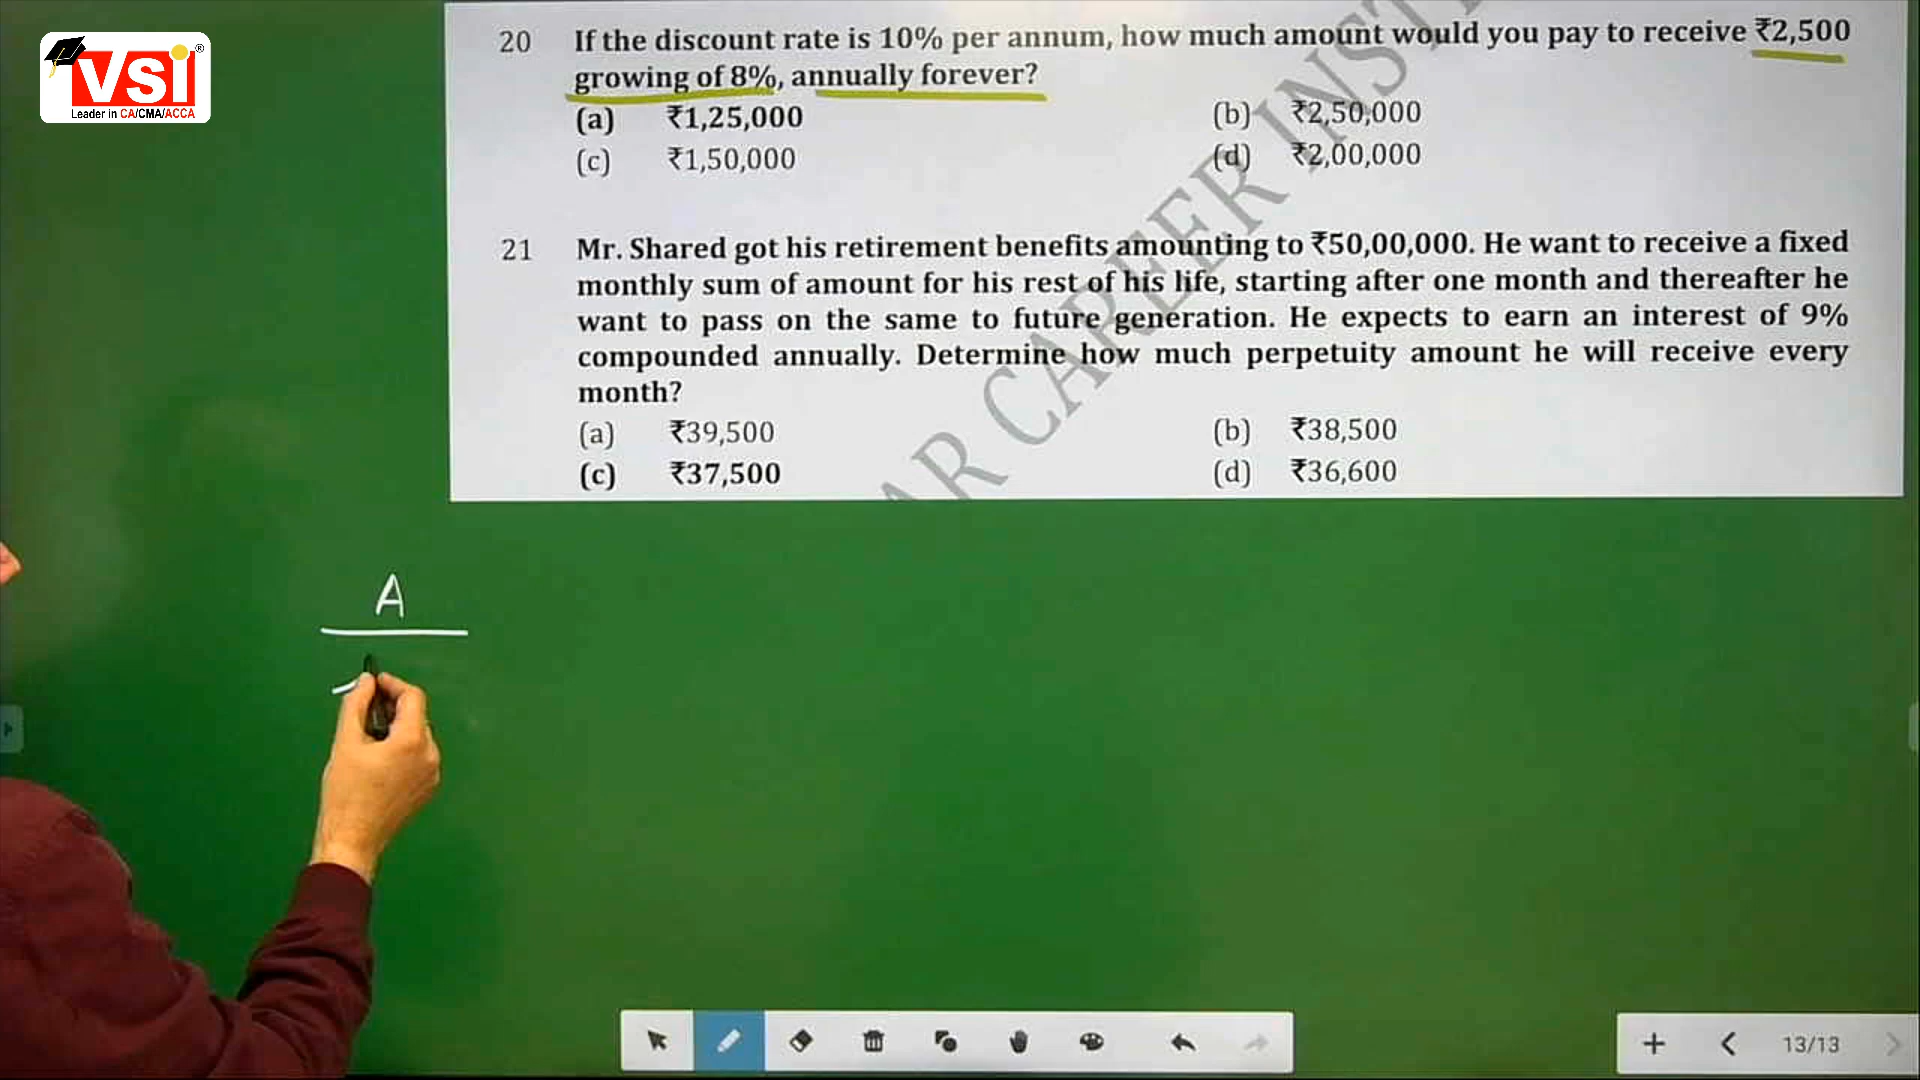 VSI
®
Leader in CA/CMA/ACCA
20 If the discount rate is 10% per annum, how much amount would you pay to receive ₹2,500
growing of 8%, annually forever?
(a) ₹1,25,000 (b) ₹2,50,000
(c) ₹1,50,000 (d) ₹2,00,000
21 Mr. Shared got his retirement benefits amounting to ₹50,00,000. He want to receive a fixed
monthly sum of amount for his rest of his life, starting after one month and thereafter he
want to pass on the same to future generation. He expects to earn an interest of 9%
compounded annually. Determine how much perpetuity amount he will receive every
month?
(a) ₹39,500 (b) ₹38,500
(c) ₹37,500 (d) ₹36,600
AR CAREER INST
A
13/13